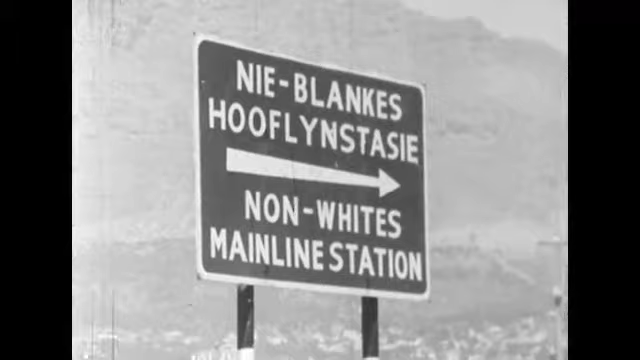 NIE-BLANKES
HOOFLYNSTASIE
NON-WHITES
MAINLINE STATION